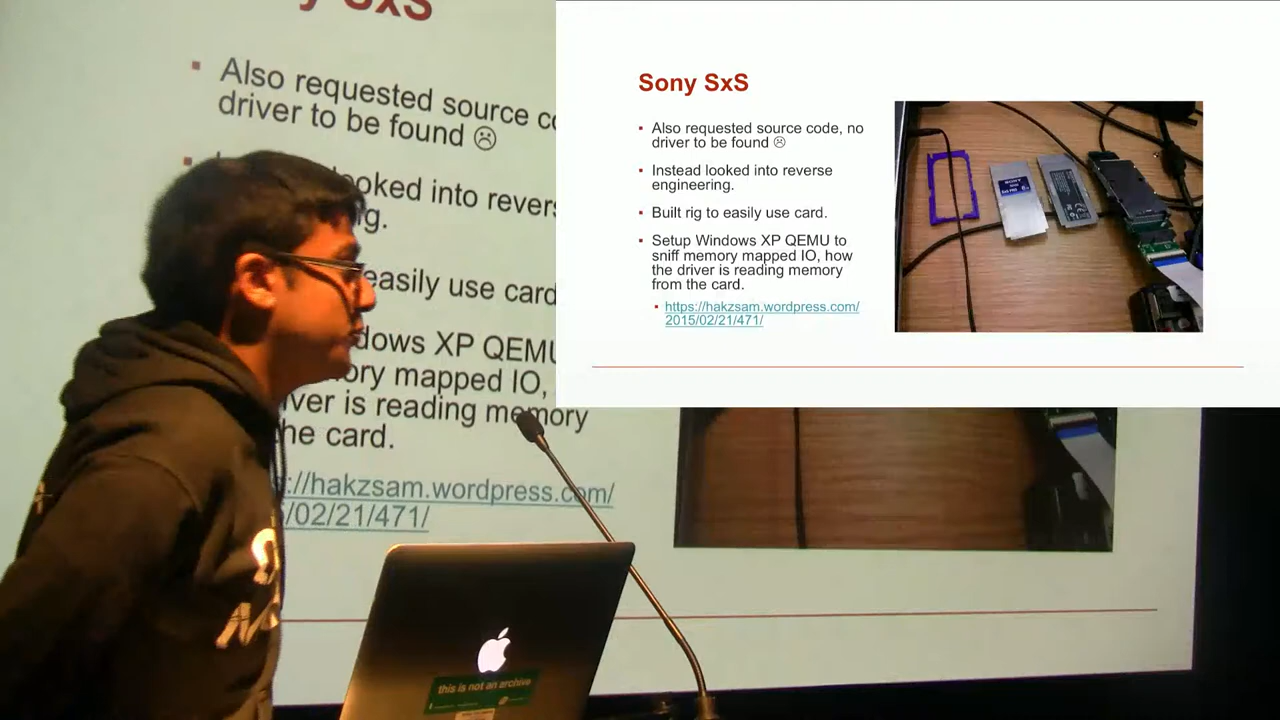 y SxS
▪ Also requested source co
driver to be found ☹
ooked into revers
g.
easily use card
dows XP QEMU
ory mapped IO,
iver is reading memory
he card.
s://hakzsam.wordpress.com/
/02/21/471/
Sony SxS
▪ Also requested source code, no
driver to be found ☹
▪ Instead looked into reverse
engineering.
▪ Built rig to easily use card.
▪ Setup Windows XP QEMU to
sniff memory mapped IO, how
the driver is reading memory
from the card.
▪ https://hakzsam.wordpress.com/
2015/02/21/471/
SONY
this is not an archive